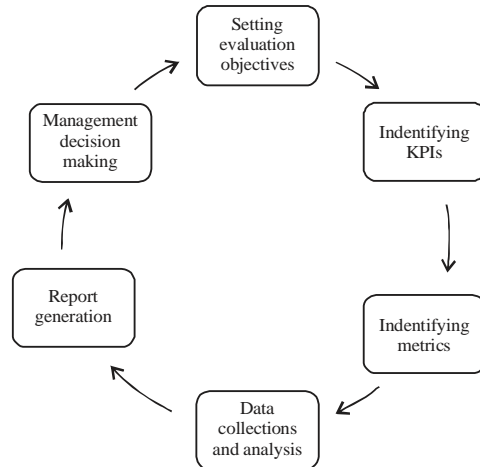 Setting
evaluation
objectives
Indentifying
KPIs
Indentifying
metrics
Data
collections
and analysis
Report
generation
Management
decision
making